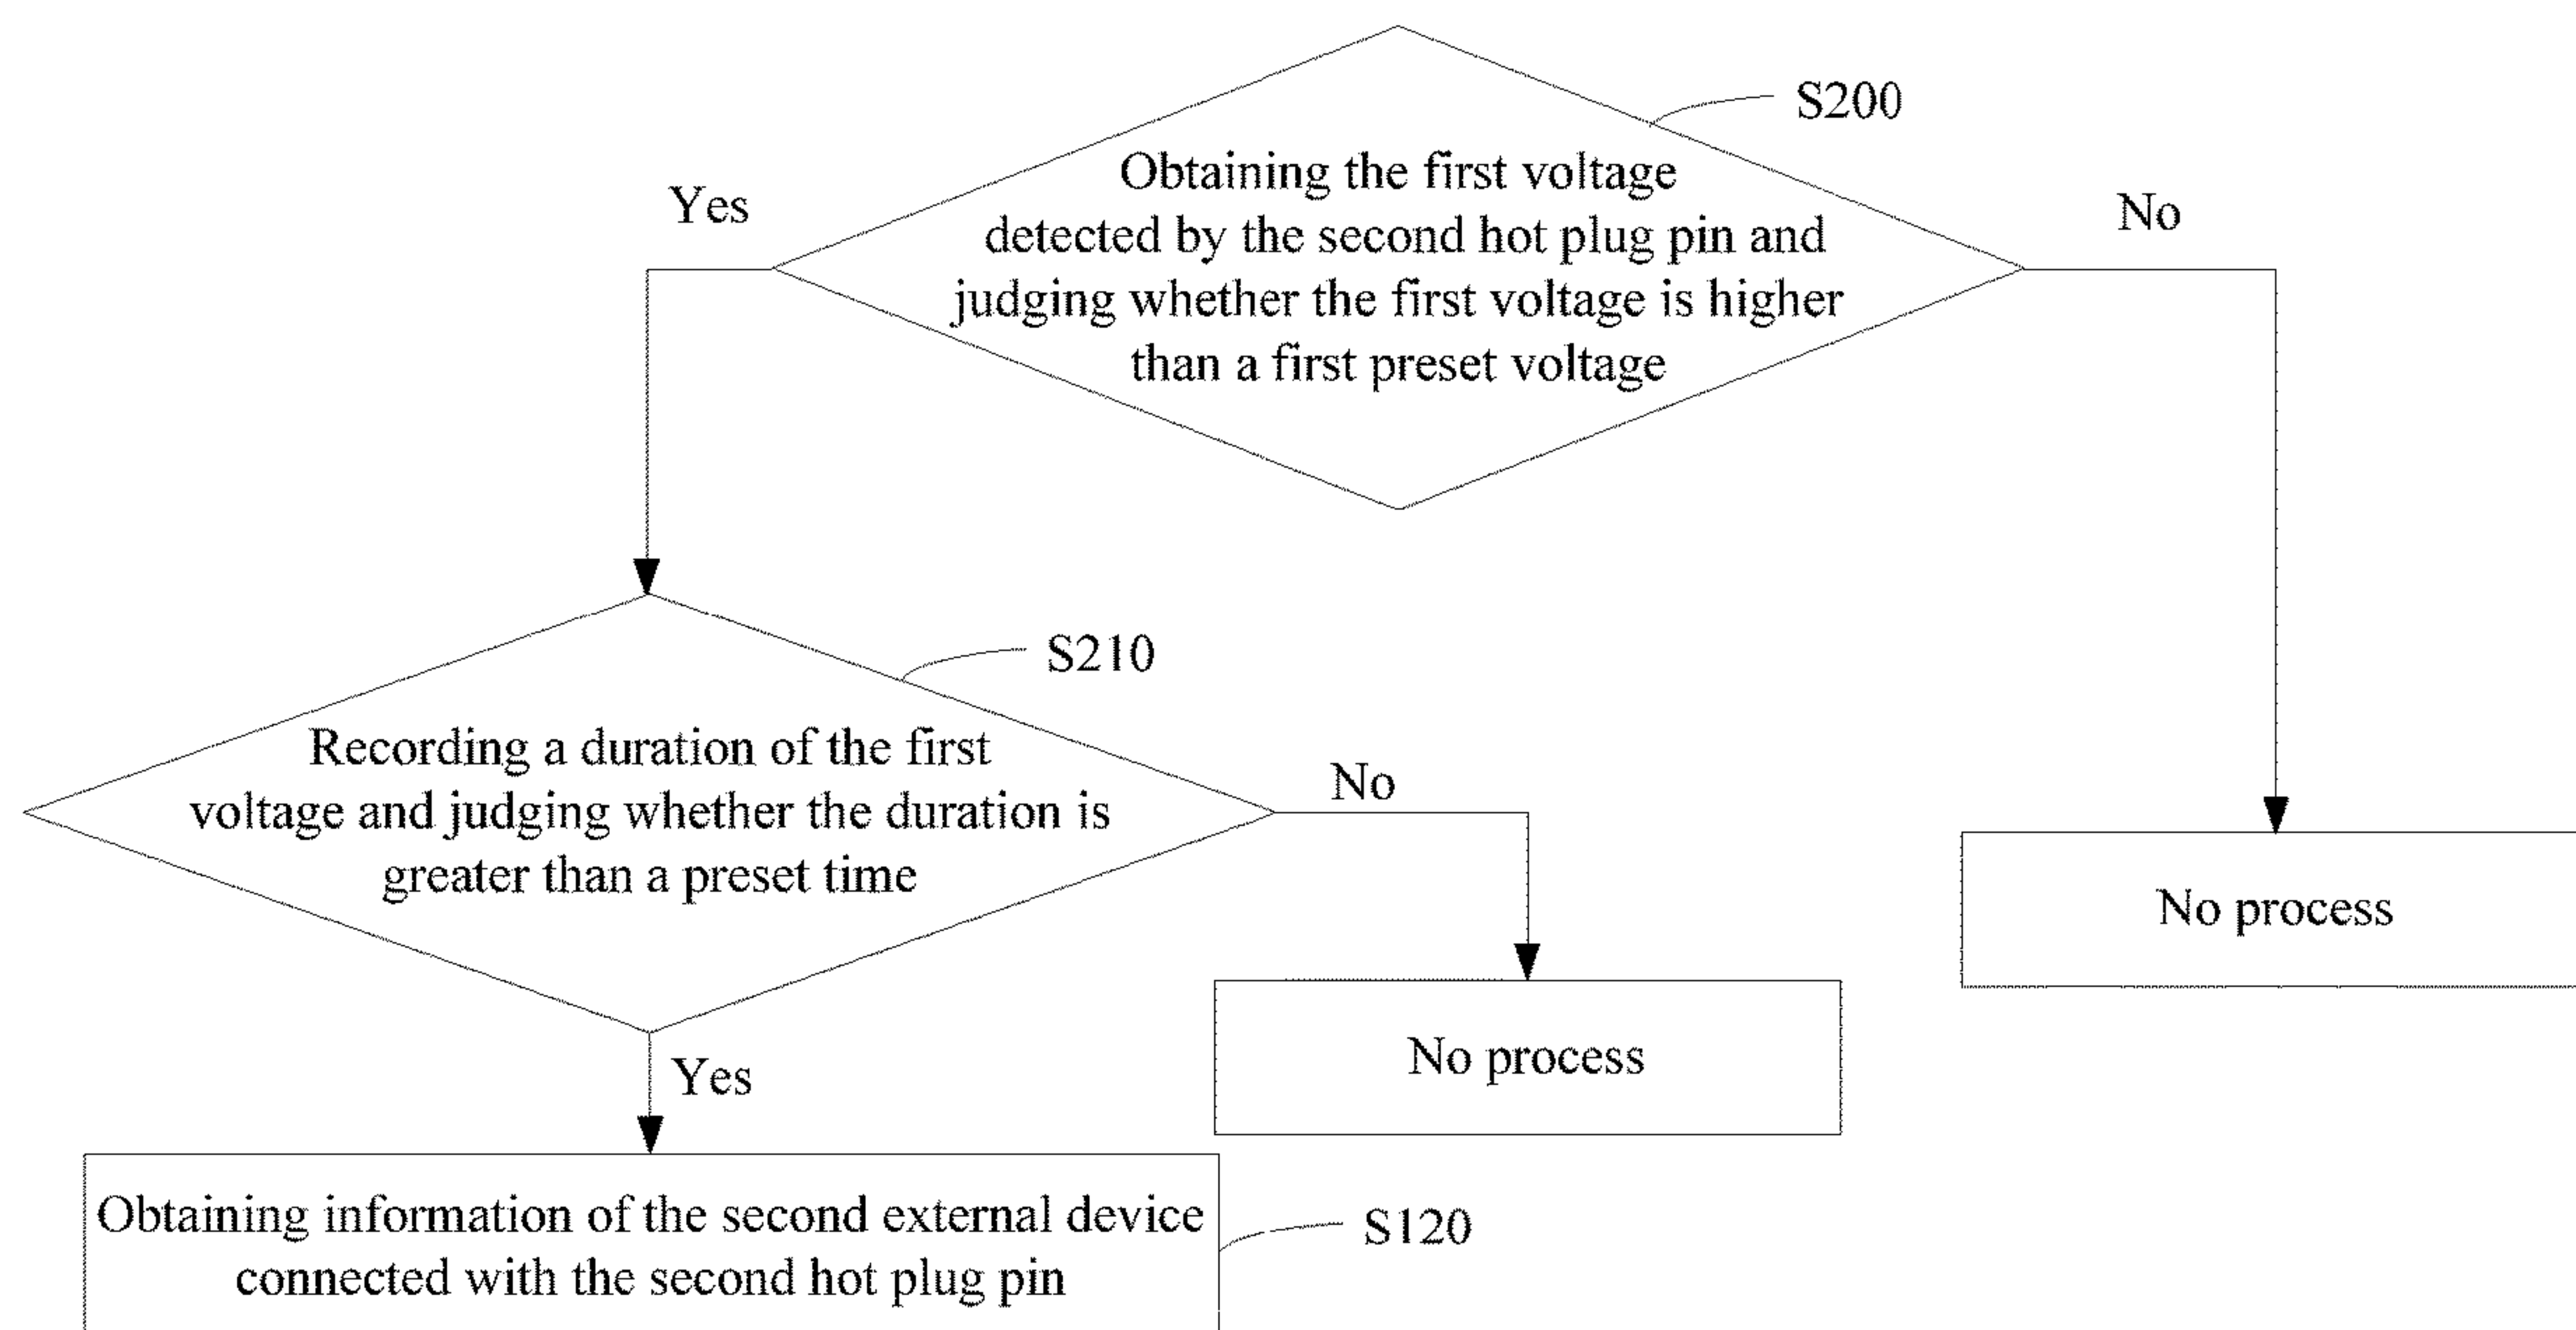 S200
Obtaining the first voltage
detected by the second hot plug pin and
judging whether the first voltage is higher
than a first preset voltage
Yes
No
S210
Recording a duration of the first
voltage and judging whether the duration is
greater than a preset time
No
No process
No process
Yes
Obtaining information of the second external device
connected with the second hot plug pin
S120